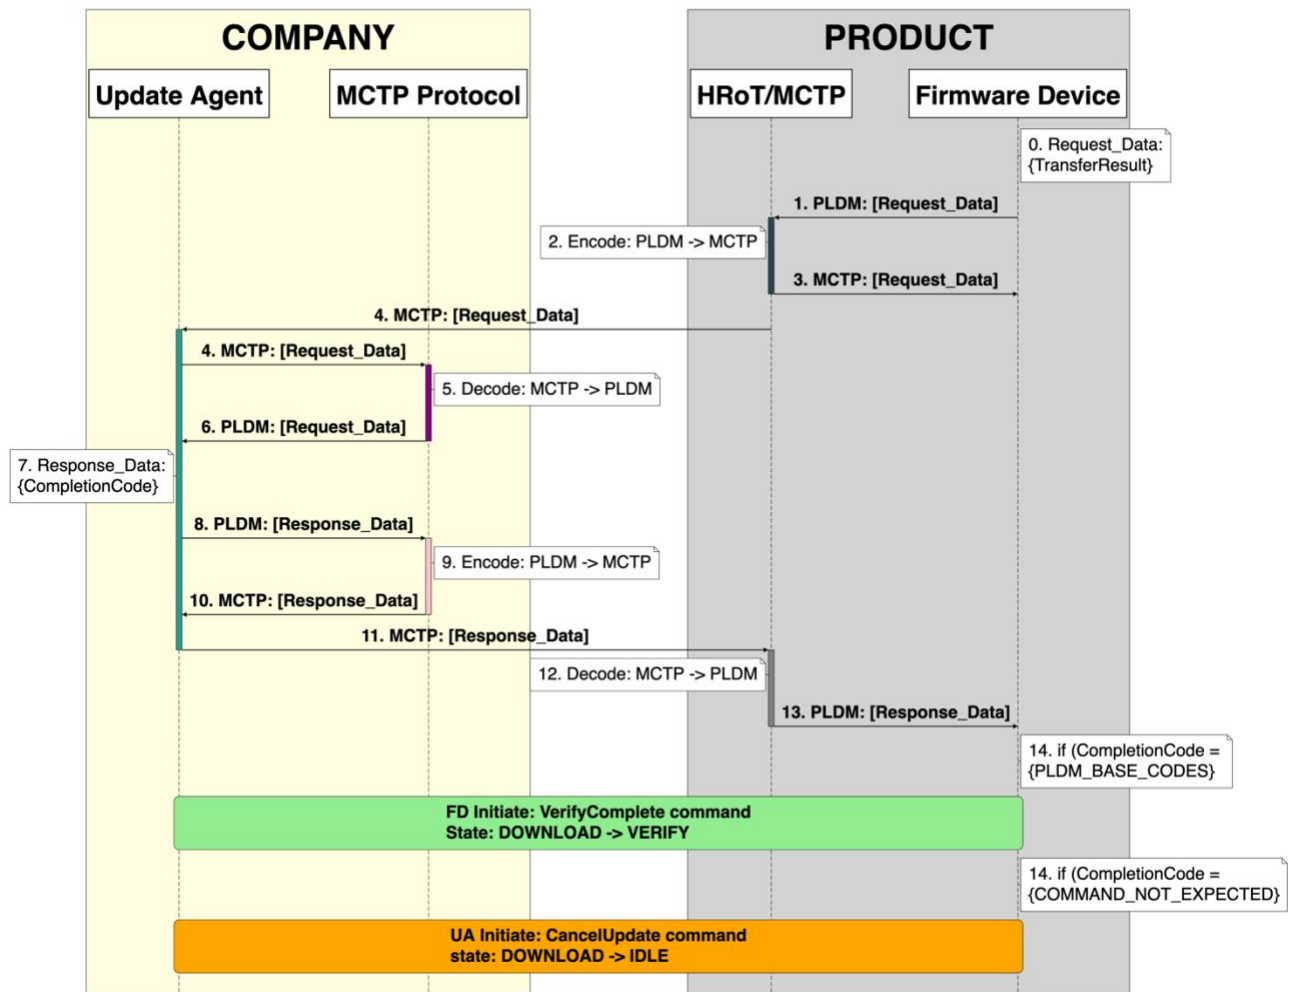 COMPANY
PRODUCT
Update Agent
MCTP Protocol
HRoT/MCTP
Firmware Device
0. Request_Data:
{TransferResult}
1. PLDM: [Request_Data]
2. Encode: PLDM -> MCTP
3. MCTP: [Request_Data]
4. MCTP: [Request_Data]
4. MCTP: [Request_Data]
5. Decode: MCTP -> PLDM
6. PLDM: [Request_Data]
7. Response_Data:
{CompletionCode}
8. PLDM: [Response_Data]
9. Encode: PLDM -> MCTP
10. MCTP: [Response_Data]
11. MCTP: [Response_Data]
12. Decode: MCTP -> PLDM
13. PLDM: [Response_Data]
14. if (CompletionCode =
{PLDM_BASE_CODES}
FD Initiate: VerifyComplete command
State: DOWNLOAD -> VERIFY
14. if (CompletionCode =
{COMMAND_NOT_EXPECTED}
UA Initiate: CancelUpdate command
state: DOWNLOAD -> IDLE